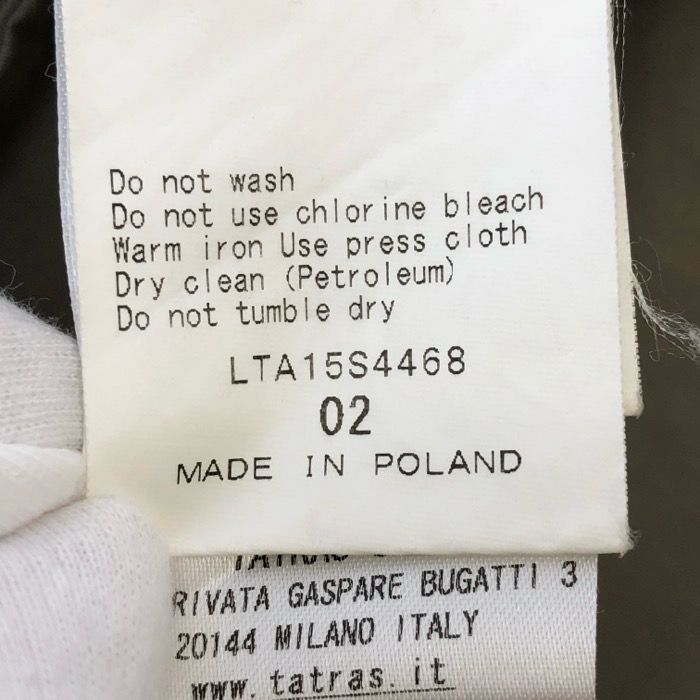 Do not wash
Do not use chlorine bleach
Warm iron Use press cloth
Dry clean (Petroleum)
Do not tumble dry
LTA15S4468
02
MADE IN POLAND
RIVATA GASPARE BUGATTI 3
20144 MILANO ITALY
www.tatras.it